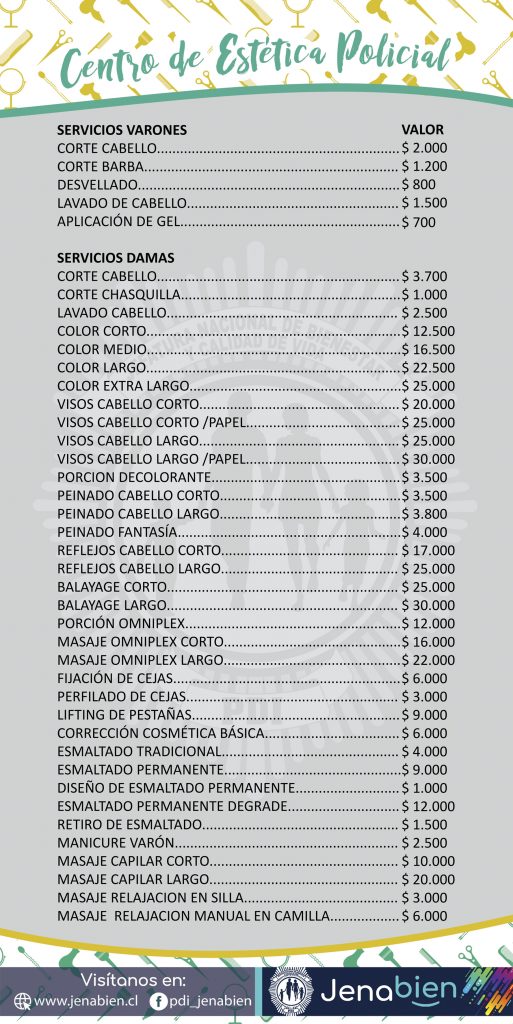 Centro de Estética Policial
SERVICIOS VARONES VALOR
CORTE CABELLO.......................................................... $ 2.000
CORTE BARBA............................................................. $ 1.200
DESVELLADO............................................................... $ 800
LAVADO DE CABELLO................................................... $ 1.500
APLICACIÓN DE GEL..................................................... $ 700
SERVICIOS DAMAS
CORTE CABELLO.......................................................... $ 3.700
CORTE CHASQUILLA..................................................... $ 1.000
LAVADO CABELLO........................................................ $ 2.500
COLOR CORTO............................................................. $ 12.500
COLOR MEDIO............................................................. $ 16.500
COLOR LARGO............................................................. $ 22.500
COLOR EXTRA LARGO................................................... $ 25.000
VISOS CABELLO CORTO................................................. $ 20.000
VISOS CABELLO CORTO /PAPEL..................................... $ 25.000
VISOS CABELLO LARGO................................................. $ 25.000
VISOS CABELLO LARGO /PAPEL..................................... $ 30.000
PORCION DECOLORANTE.............................................. $ 3.500
PEINADO CABELLO CORTO............................................ $ 3.500
PEINADO CABELLO LARGO............................................ $ 3.800
PEINADO FANTASÍA...................................................... $ 4.000
REFLEJOS CABELLO CORTO........................................... $ 17.000
REFLEJOS CABELLO LARGO........................................... $ 25.000
BALAYAGE CORTO........................................................ $ 25.000
BALAYAGE LARGO........................................................ $ 30.000
PORCIÓN OMNIPLEX.................................................... $ 12.000
MASAJE OMNIPLEX CORTO........................................... $ 16.000
MASAJE OMNIPLEX LARGO........................................... $ 22.000
FIJACIÓN DE CEJAS....................................................... $ 6.000
PERFILADO DE CEJAS.................................................... $ 3.000
LIFTING DE PESTAÑAS................................................... $ 9.000
CORRECCIÓN COSMÉTICA BÁSICA................................. $ 6.000
ESMALTADO TRADICIONAL........................................... $ 4.000
ESMALTADO PERMANENTE........................................... $ 9.000
DISEÑO DE ESMALTADO PERMANENTE......................... $ 1.000
ESMALTADO PERMANENTE DEGRADE........................... $ 12.000
RETIRO DE ESMALTADO................................................ $ 1.500
MANICURE VARÓN....................................................... $ 2.500
MASAJE CAPILAR CORTO.............................................. $ 10.000
MASAJE CAPILAR LARGO.............................................. $ 20.000
MASAJE RELAJACION EN SILLA...................................... $ 3.000
MASAJE RELAJACION MANUAL EN CAMILLA................. $ 6.000
JEFATURA NACIONAL DE BIENESTAR
Y CALIDAD DE VIDA
PDI
Visítanos en:
www.jenabien.cl pdi_jenabien
Jenabien